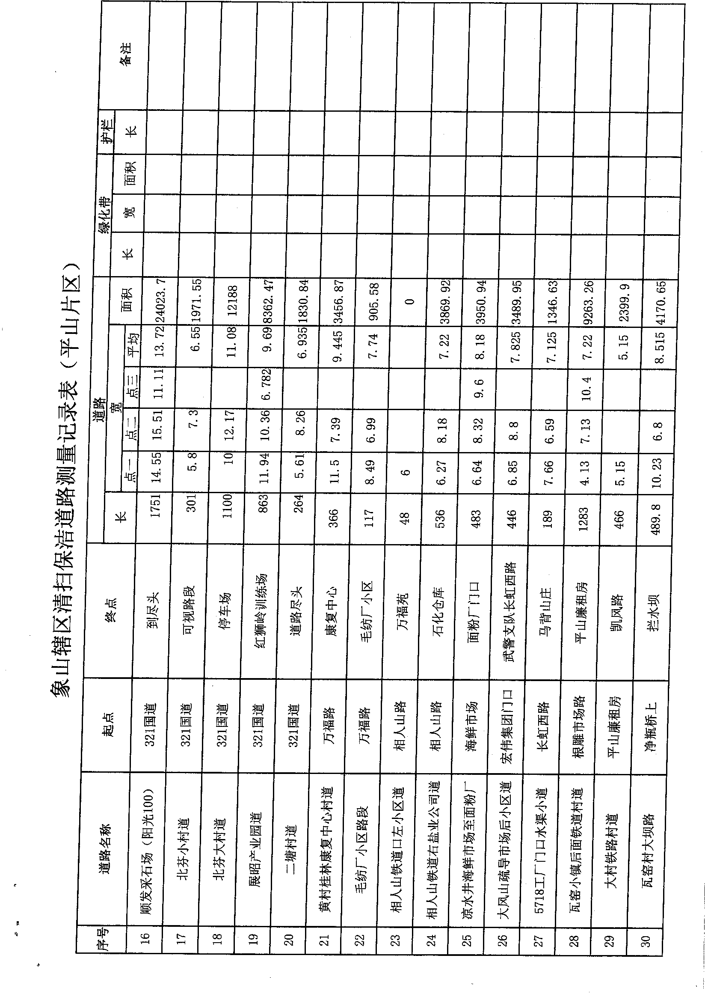 象山辖区清扫保洁道路测量记录表（平山片区）
序号 道路名称 起点 终点 道路 绿化带 护栏 备注
长 宽 面积 长 宽 面积 长
点一 点二 点三 平均
16 顺发采石场（阳光100） 321国道 到尽头 1751 14.55 15.51 11.11 13.72 24023.7
17 北芬小村道 321国道 可视路段 301 5.8 7.3 6.55 1971.55
18 北芬大村道 321国道 停车场 1100 10 12.17 11.08 12188
19 展昭产业园道 321国道 红狮岭训练场 863 11.94 10.36 6.782 9.69 8362.47
20 二塘村道 321国道 道路尽头 264 5.61 8.26 6.935 1830.84
21 黄村桂林康复中心村道 万福路 康复中心 366 11.5 7.39 9.445 3456.87
22 毛纺厂小区路段 万福路 毛纺厂小区 117 8.49 6.99 7.74 905.58
23 相人山铁道口左小区道 相人山路 万福苑 48 6 0
24 相人山铁道右盐业公司道 相人山路 石化仓库 536 6.27 8.18 7.22 3869.92
25 凉水井海鲜市场至面粉厂 海鲜市场 面粉厂门口 483 6.64 8.32 9.6 8.18 3950.94
26 大风山疏导市场后小区道 宏伟集团门口 武警支队长虹西路 446 6.85 8.8 7.825 3489.95
27 5718工厂门口水渠小道 长虹西路 马背山庄 189 7.66 6.59 7.125 1346.63
28 瓦窑小镇后面铁道村道 根雕市场路 平山廉租房 1283 4.13 7.13 10.4 7.22 9263.26
29 大村铁路村道 平山廉租房 凯风路 466 5.15 5.15 2399.9
30 瓦窑村大坝路 净瓶桥上 拦水坝 489.8 10.23 6.8 8.515 4170.65